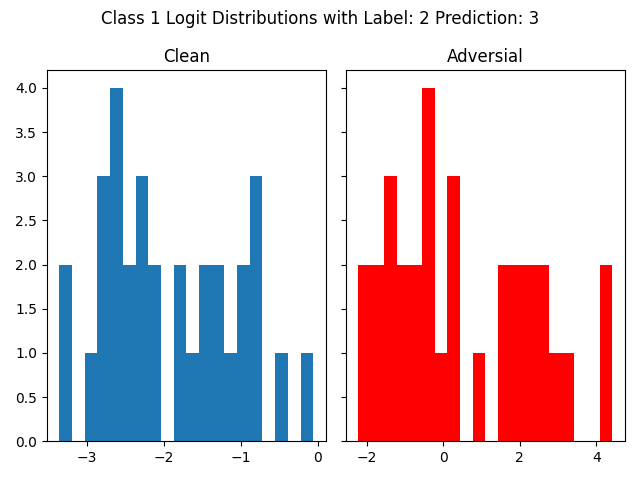 Class 1 Logit Distributions with Label: 2 Prediction: 3
Clean
Adversial
4.0
3.5
3.0
2.5
2.0
1.5
1.0
0.5
0.0
−3 −2 −1 0
−2 0 2 4